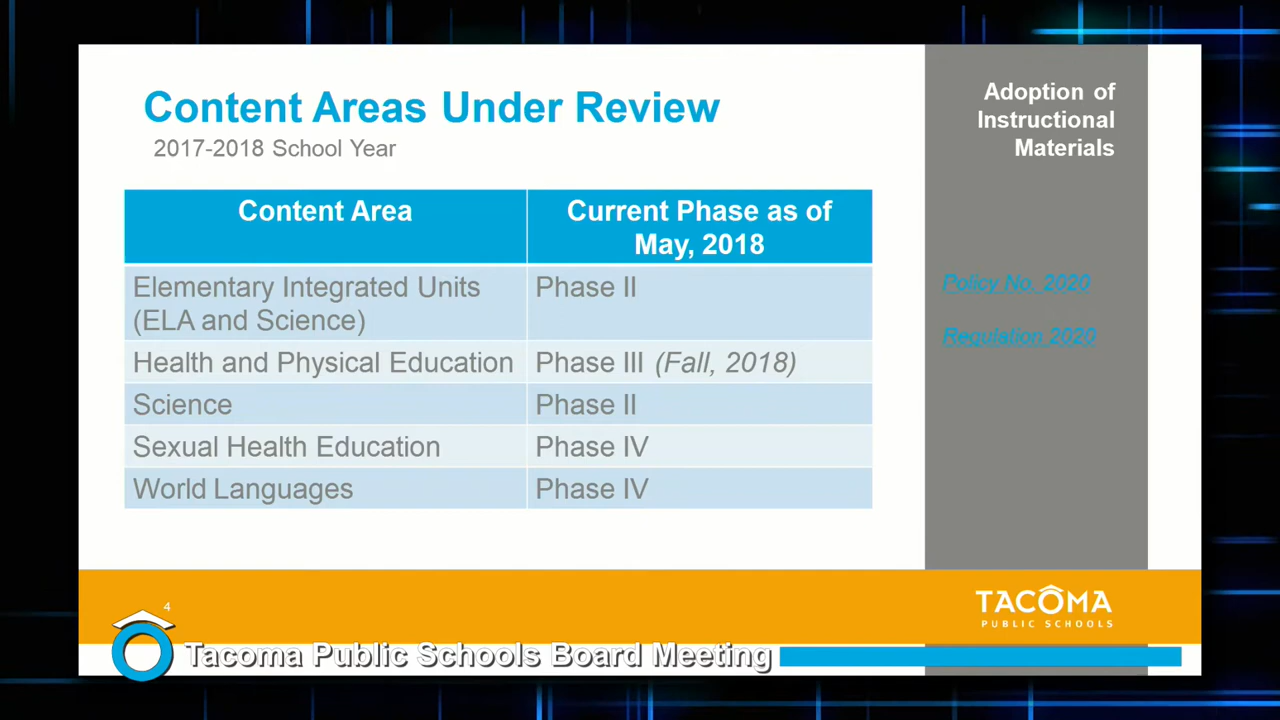 Content Areas Under Review
2017-2018 School Year
Adoption of
Instructional
Materials
Content Area
Current Phase as of
May, 2018
Elementary Integrated Units
(ELA and Science)
Phase II
Health and Physical Education
Phase III (Fall, 2018)
Science
Phase II
Sexual Health Education
Phase IV
World Languages
Phase IV
Policy No. 2020
Regulation 2020
4
TACOMA
PUBLIC SCHOOLS
Tacoma Public Schools Board Meeting